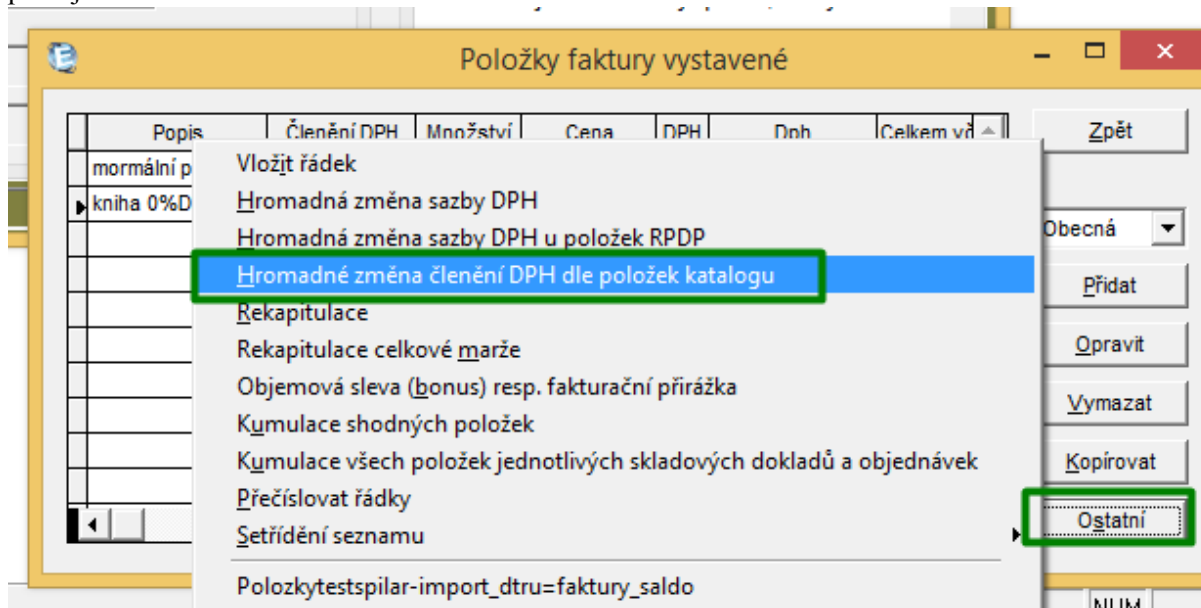 Položky faktury vystavené
Popis Členění DPH Množství Cena DPH Dph Celkem vč
Zpět
mormální p
kniha 0%D
Vložit řádek
Hromadná změna sazby DPH
Hromadná změna sazby DPH u položek RPDP
Obecná
Hromadné změna členění DPH dle položek katalogu
Přidat
Rekapitulace
Rekapitulace celkové marže
Opravit
Objemová sleva (bonus) resp. fakturační přirážka
Vymazat
Kumulace shodných položek
Kumulace všech položek jednotlivých skladových dokladů a objednávek
Kopírovat
Přečíslovat řádky
Ostatní
Setřídění seznamu
Polozkytestspilar-import_dtru=faktury_saldo
NUM